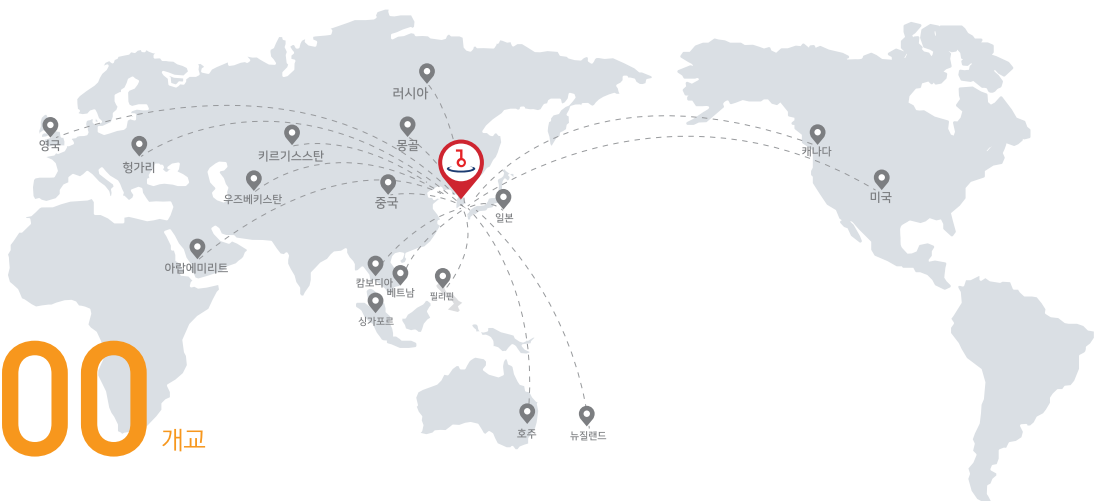 러시아
영국
몽골
캐나다
헝가리
키르기스스탄
우즈베키스탄
중국
미국
일본
아랍에미리트
캄보디아
베트남
필리핀
싱가포르
호주
뉴질랜드
00 개교